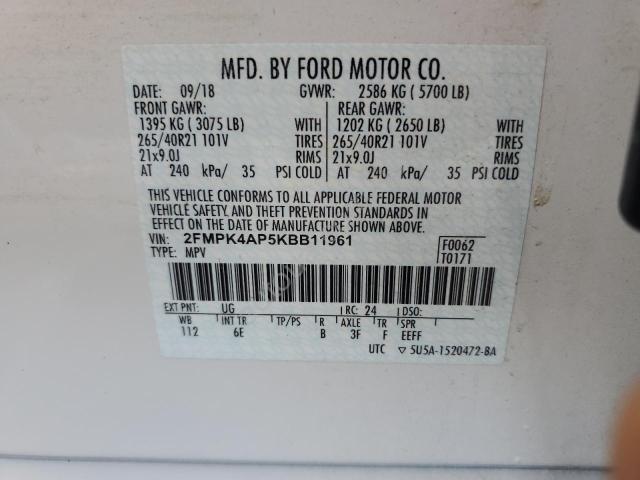 MFD. BY FORD MOTOR CO.
DATE: 09/18 GVWR: 2586 KG ( 5700 LB)
FRONT GAWR: REAR GAWR:
1395 KG ( 3075 LB) WITH 1202 KG ( 2650 LB) WITH
265/40R21 101V TIRES 265/40R21 101V TIRES
21x9.0J RIMS 21x9.0J RIMS
AT 240 kPa/ 35 PSI COLD AT 240 kPa/ 35 PSI COLD
THIS VEHICLE CONFORMS TO ALL APPLICABLE FEDERAL MOTOR
VEHICLE SAFETY, AND THEFT PREVENTION STANDARDS IN
EFFECT ON THE DATE OF MANUFACTURE SHOWN ABOVE.
VIN: 2FMPK4AP5KBB11961 F0062
TYPE: MPV T0171
EXT PNT: UG RC: 24 DSO:
WB INT TR TP/PS R AXLE TR SPR
112 6E B 3F F EEFF
UTC ▽ 5U5A-1520472-BA